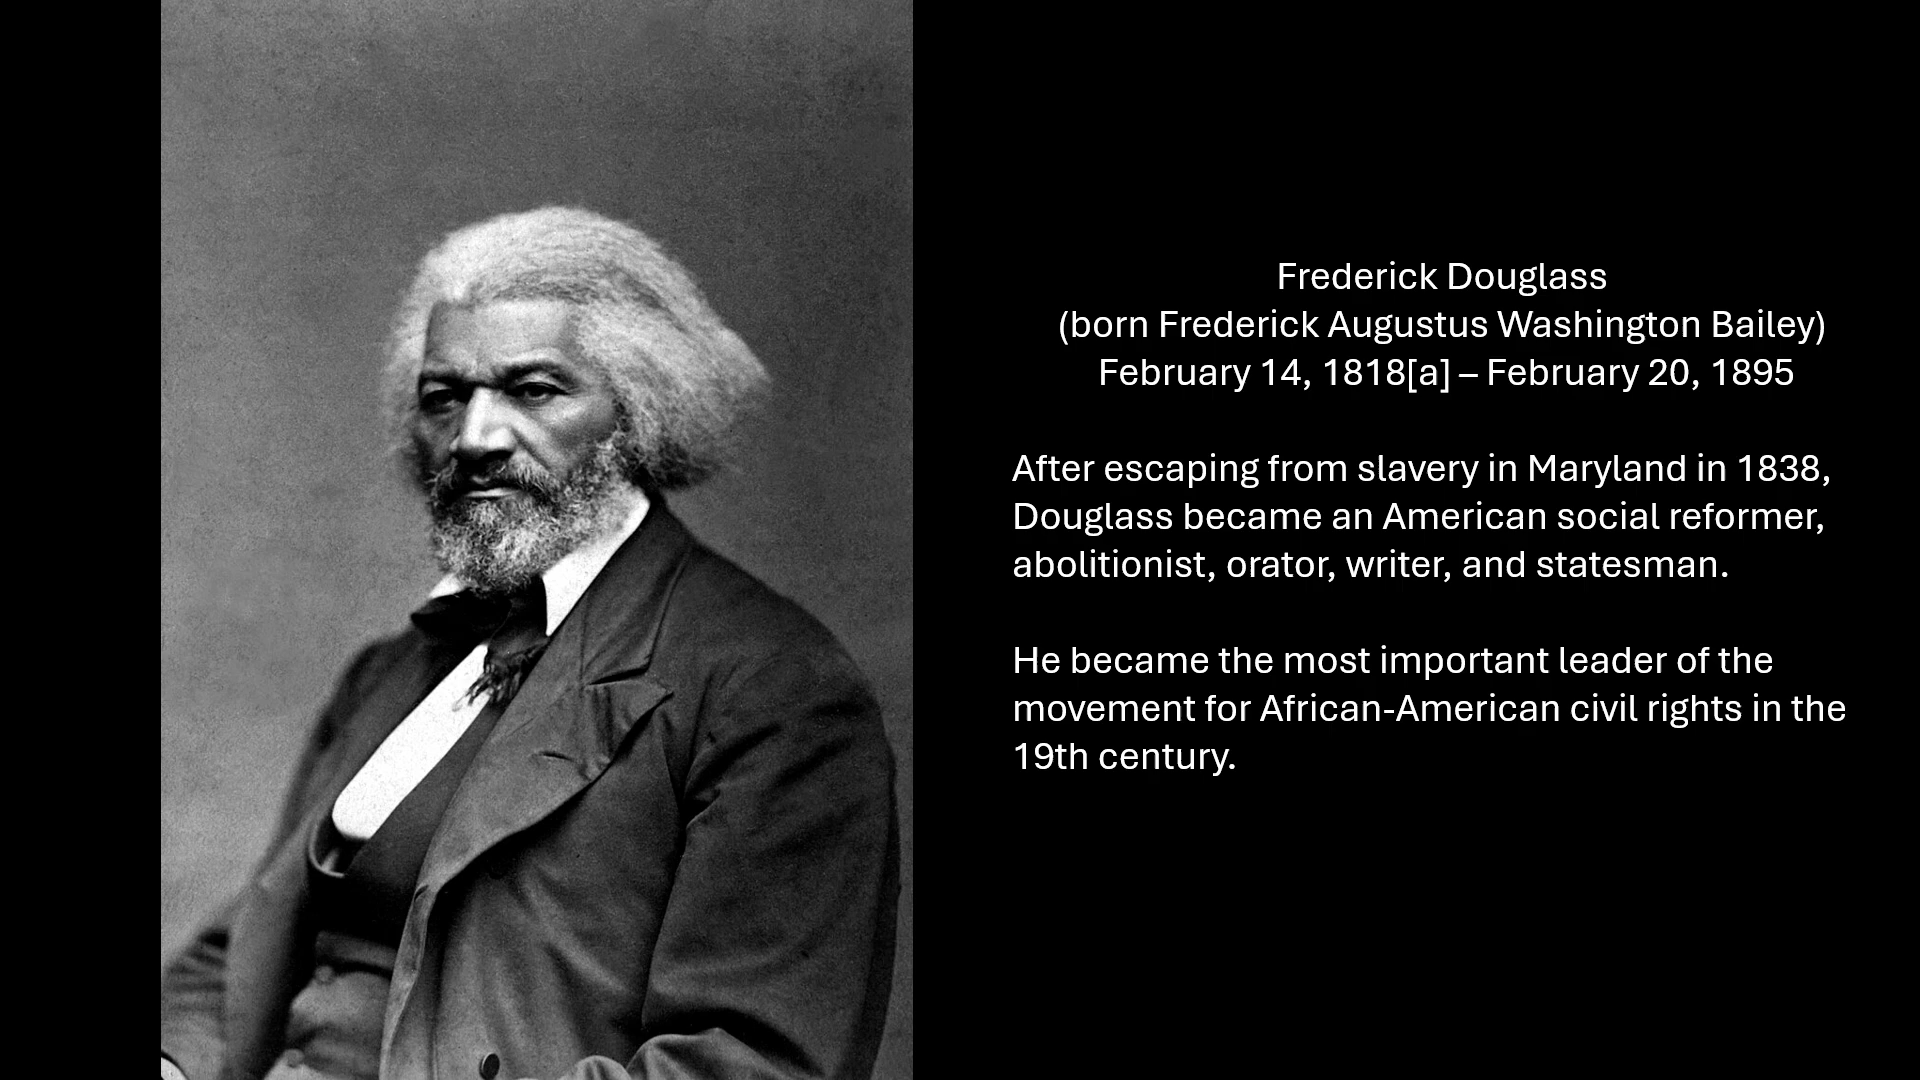 Frederick Douglass
(born Frederick Augustus Washington Bailey)
February 14, 1818[a] – February 20, 1895
After escaping from slavery in Maryland in 1838,
Douglass became an American social reformer,
abolitionist, orator, writer, and statesman.
He became the most important leader of the
movement for African-American civil rights in the
19th century.